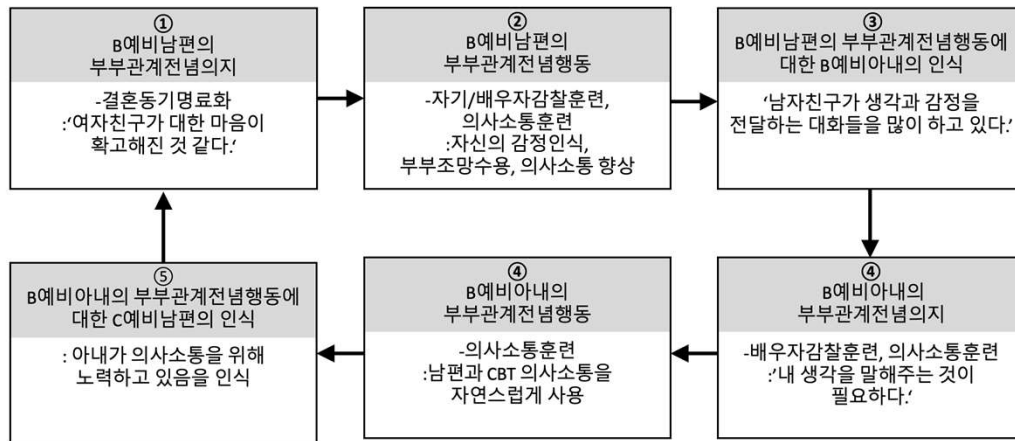 ①
B예비남편의
부부관계전념의지
-결혼동기명료화
:‘여자친구가 대한 마음이
확고해진 것 같다.‘
②
B예비남편의
부부관계전념행동
-자기/배우자감찰훈련,
의사소통훈련
:자신의 감정인식,
부부조망수용, 의사소통 향상
③
B예비남편의 부부관계전념행동에
대한 B예비아내의 인식
‘남자친구가 생각과 감정을
전달하는 대화들을 많이 하고 있다.’
④
B예비아내의
부부관계전념의지
-배우자감찰훈련, 의사소통훈련
:’내 생각을 말해주는 것이
필요하다.‘
④
B예비아내의
부부관계전념행동
-의사소통훈련
:남편과 CBT 의사소통을
자연스럽게 사용
⑤
B예비아내의 부부관계전념행동에
대한 C예비남편의 인식
: 아내가 의사소통을 위해
노력하고 있음을 인식